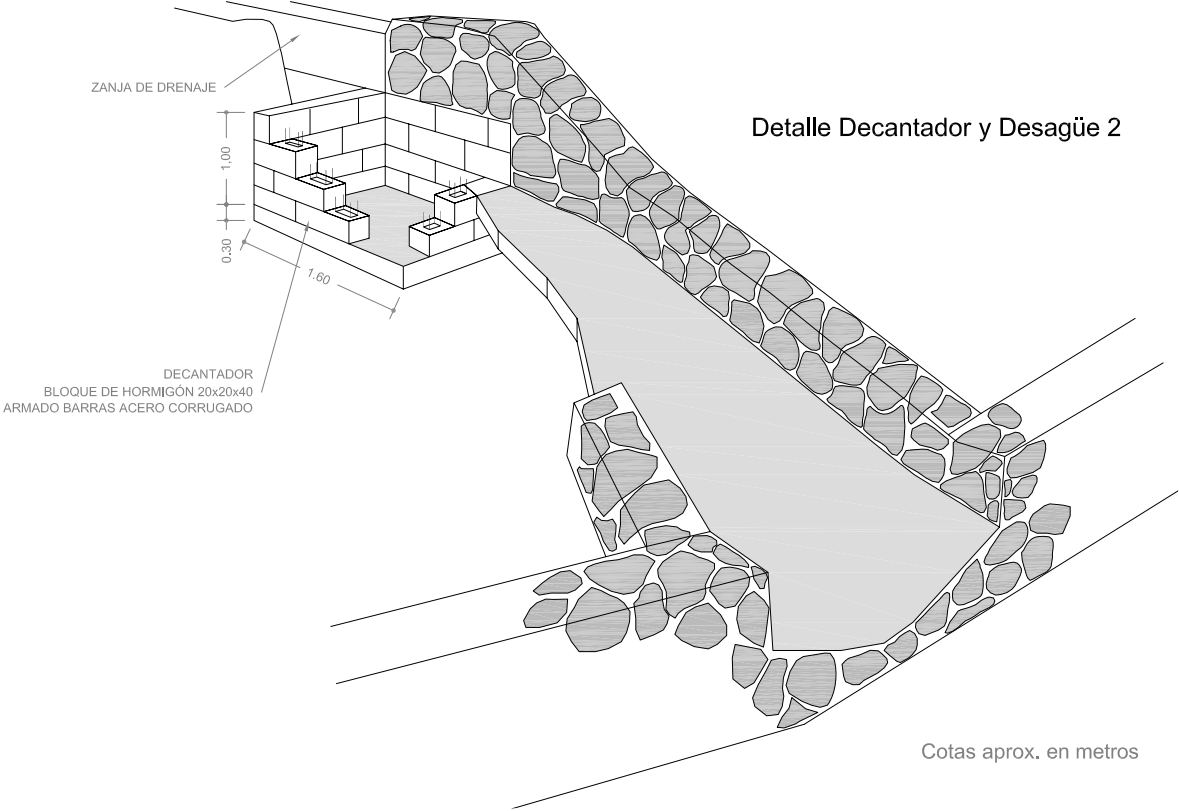 ZANJA DE DRENAJE
Detalle Decantador y Desagüe 2
1,00
0.30
1.60
DECANTADOR
BLOQUE DE HORMIGÓN 20x20x40
ARMADO BARRAS ACERO CORRUGADO
Cotas aprox. en metros